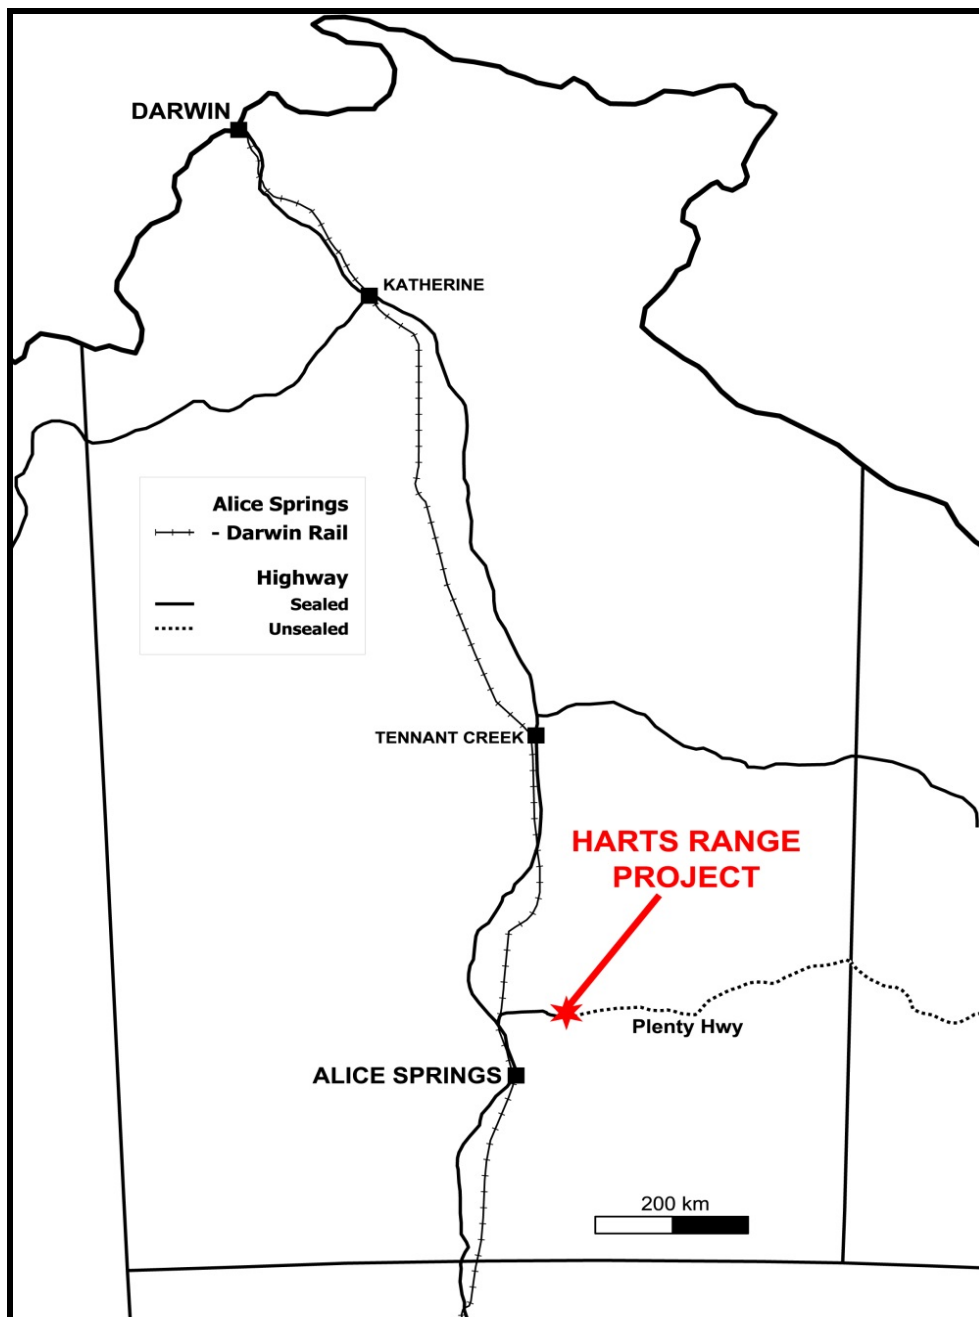 DARWIN
KATHERINE
Alice Springs
- Darwin Rail
Highway
Sealed
Unsealed
TENNANT CREEK
HARTS RANGE
PROJECT
Plenty Hwy
ALICE SPRINGS
200 km